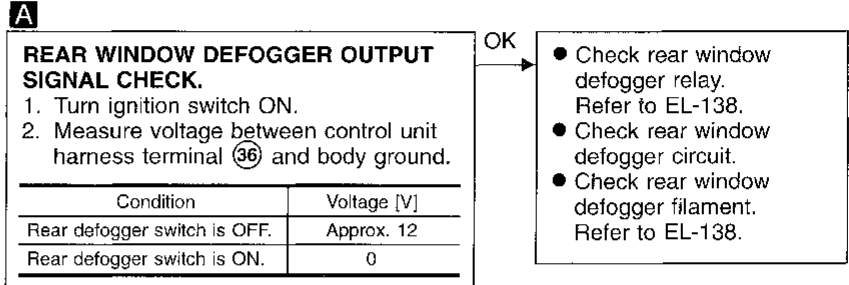 A
REAR WINDOW DEFOGGER OUTPUT
SIGNAL CHECK.
1. Turn ignition switch ON.
2. Measure voltage between control unit
harness terminal 36 and body ground.
Condition Voltage [V]
Rear defogger switch is OFF. Approx. 12
Rear defogger switch is ON. 0
OK
● Check rear window
defogger relay.
Refer to EL-138.
● Check rear window
defogger circuit.
● Check rear window
defogger filament.
Refer to EL-138.